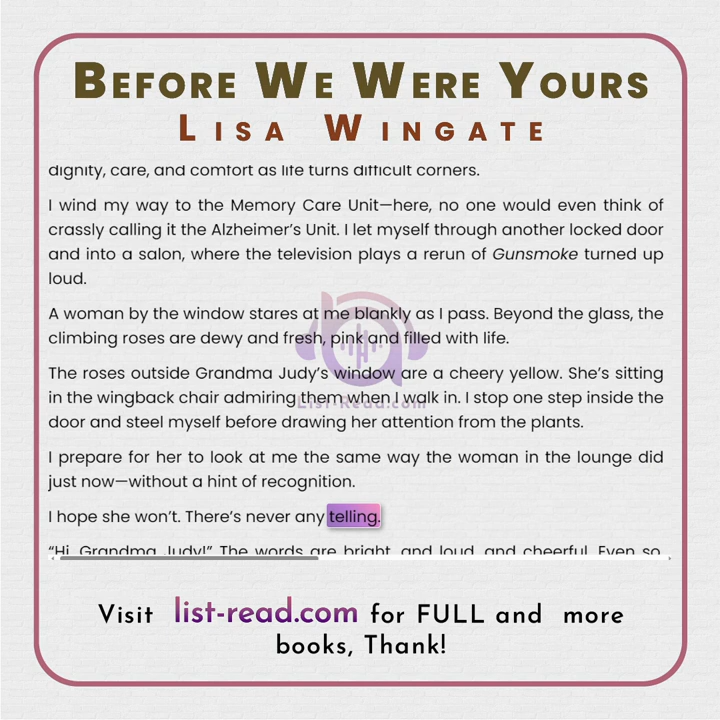 BEFORE WE WERE YOURS
LISA WINGATE
dignity, care, and comfort as life turns difficult corners.
I wind my way to the Memory Care Unit—here, no one would even think of
crassly calling it the Alzheimer's Unit. I let myself through another locked door
and into a salon, where the television plays a rerun of Gunsmoke turned up
loud.
A woman by the window stares at me blankly as I pass. Beyond the glass, the
climbing roses are dewy and fresh, pink and filled with life.
The roses outside Grandma Judy's window are a cheery yellow. She's sitting
in the wingback chair admiring them when I walk in. I stop one step inside the
List-Read.com
door and steel myself before drawing her attention from the plants.
I prepare for her to look at me the same way the woman in the lounge did
just now—without a hint of recognition.
I hope she won't. There's never any telling.
“Hi, Grandma Judy!” The words are bright, and loud, and cheerful. Even so,
Visit list-read.com for FULL and more
books, Thank!